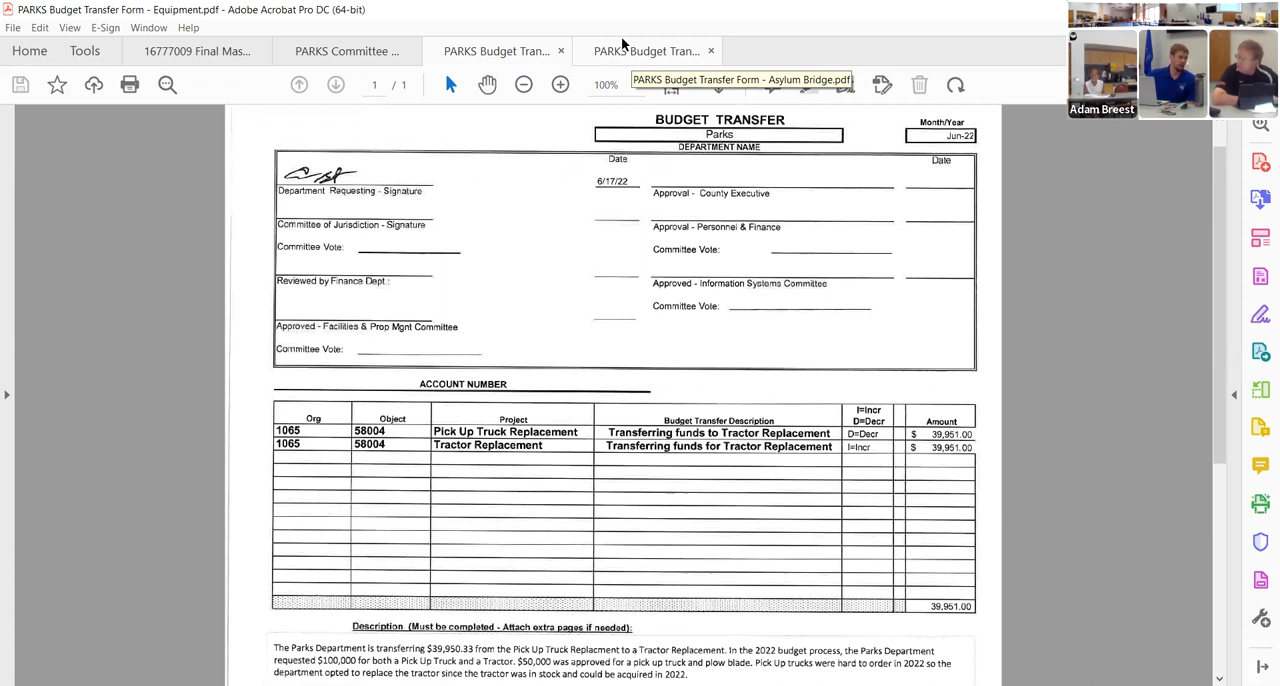 PARKS Budget Transfer Form - Equipment.pdf - Adobe Acrobat Pro DC (64-bit)
File Edit View E-Sign Window Help
Home Tools 16777009 Final Mas... PARKS Committee ... PARKS Budget Tran... × PARKS Budget Tran... ×
1 / 1 100%
PARKS Budget Transfer Form - Asylum Bridge.pdf
Adam Breest
BUDGET TRANSFER
Month/Year
Parks
Jun-22
DEPARTMENT NAME
Date
Date
6/17/22
Department Requesting - Signature
Approval - County Executive
Committee of Jurisdiction - Signature
Approval - Personnel & Finance
Committee Vote:
Committee Vote:
Reviewed by Finance Dept.:
Approved - Information Systems Committee
Committee Vote:
Approved - Facilities & Prop Mgnt Committee
Committee Vote:
ACCOUNT NUMBER
Org Object Project Budget Transfer Description I=Incr D=Decr Amount
1065 58004 Pick Up Truck Replacement Transferring funds to Tractor Replacement D=Decr $ 39,951.00
1065 58004 Tractor Replacement Transferring funds for Tractor Replacement I=Incr $ 39,951.00
39,951.00
Description (Must be completed - Attach extra pages if needed):
The Parks Department is transferring $39,950.33 from the Pick Up Truck Replacment to a Tractor Replacement. In the 2022 budget process, the Parks Department
requested $100,000 for both a Pick Up Truck and a Tractor. $50,000 was approved for a pick up truck and plow blade. Pick Up trucks were hard to order in 2022 so the
department opted to replace the tractor since the tractor was in stock and could be acquired in 2022.